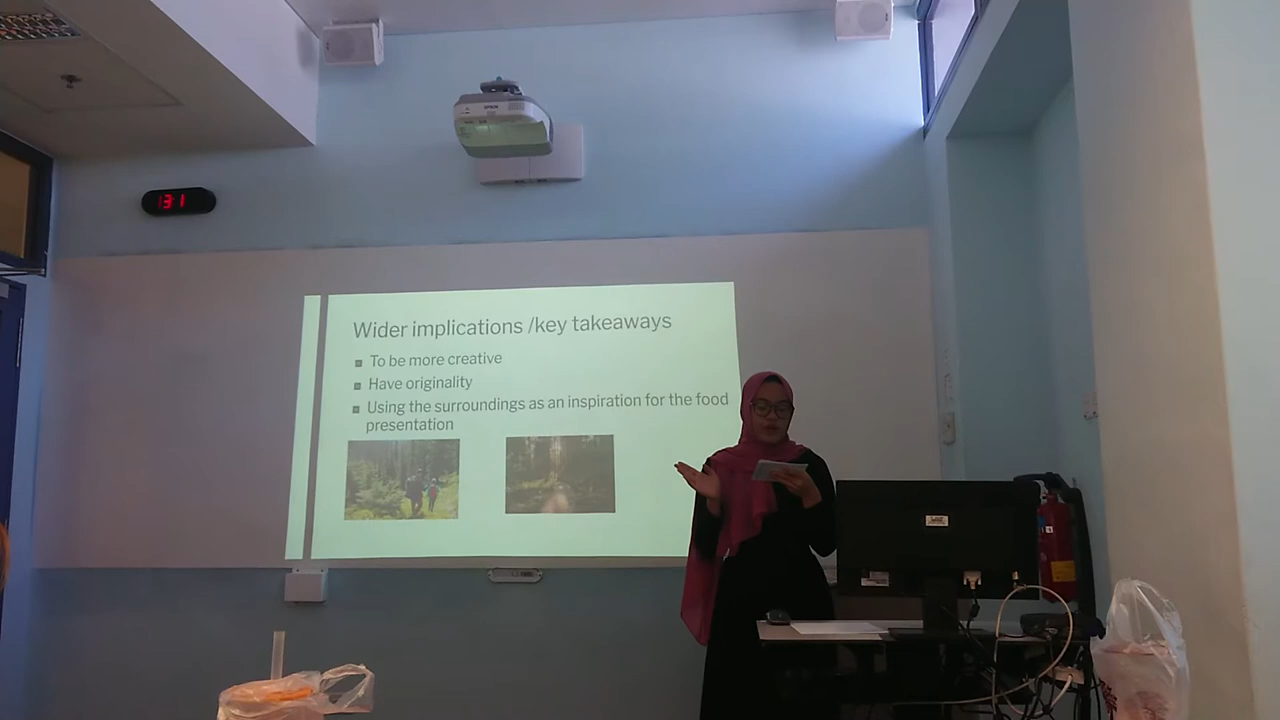 EPSON
131
Wider implications /key takeaways
To be more creative
Have originality
Using the surroundings as an inspiration for the food
presentation